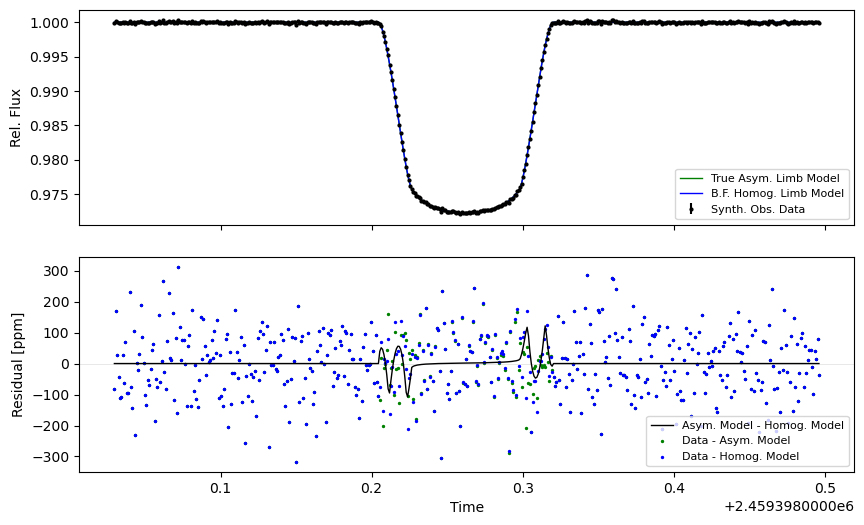 1.000
0.995
0.990
0.985
0.980
0.975
Rel. Flux
True Asym. Limb Model
B.F. Homog. Limb Model
Synth. Obs. Data
300
200
100
0
−100
−200
−300
Residual [ppm]
Asym. Model - Homog. Model
Data - Asym. Model
Data - Homog. Model
0.1 0.2 0.3 0.4 0.5
Time
+2.4593980000e6